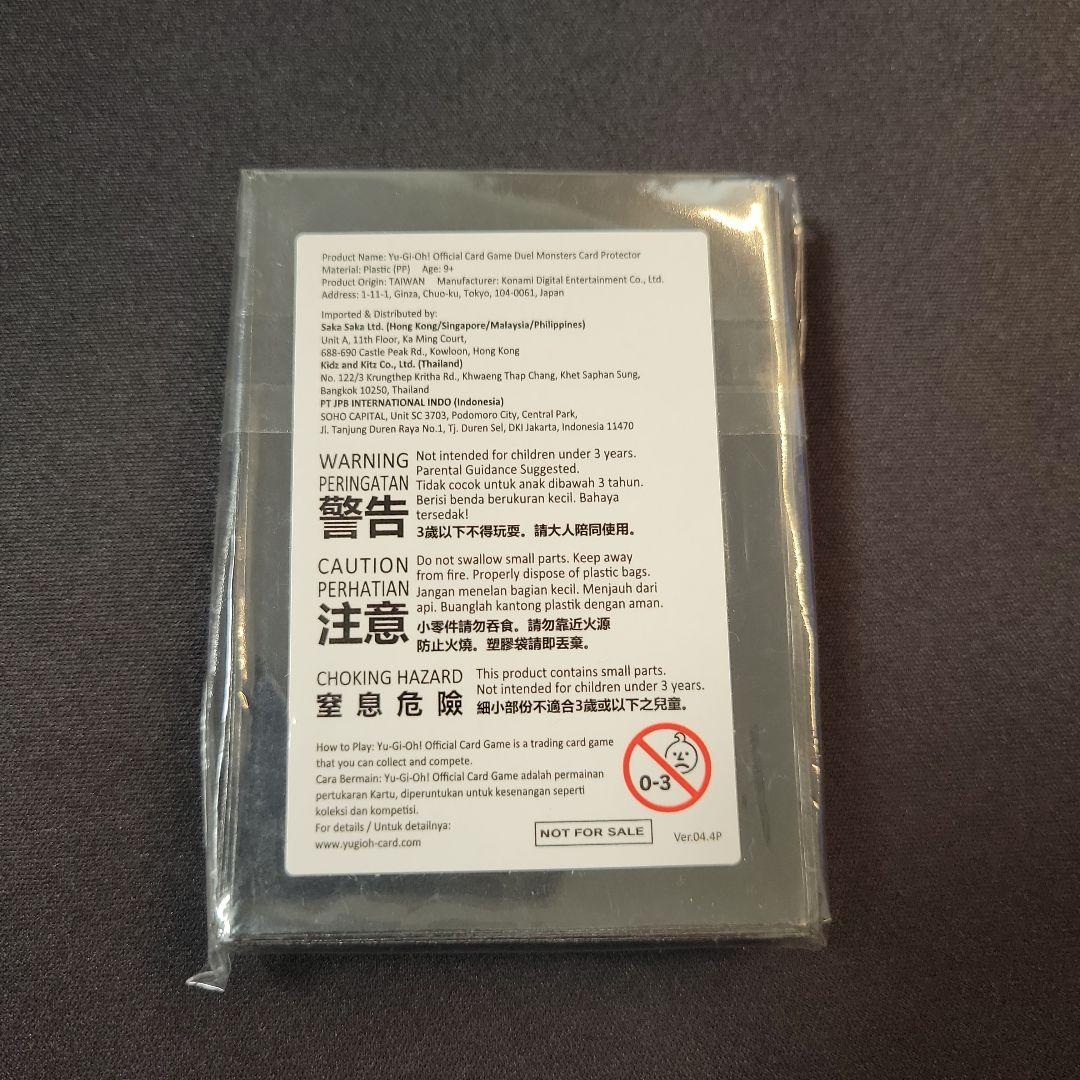 Product Name: Yu-Gi-Oh! Official Card Game Duel Monsters Card Protector
Material: Plastic (PP) Age: 9+
Product Origin: TAIWAN Manufacturer: Konami Digital Entertainment Co., Ltd.
Address: 1-11-1, Ginza, Chuo-ku, Tokyo, 104-0061, Japan
Imported & Distributed by:
Saka Saka Ltd. (Hong Kong/Singapore/Malaysia/Philippines)
Unit A, 11th Floor, Ka Ming Court,
688-690 Castle Peak Rd., Kowloon, Hong Kong
Kidz and Kitz Co., Ltd. (Thailand)
No. 122/3 Krungthep Kritha Rd., Khwaeng Thap Chang, Khet Saphan Sung,
Bangkok 10250, Thailand
PT JPB INTERNATIONAL INDO (Indonesia)
SOHO CAPITAL, Unit SC 3703, Podomoro City, Central Park,
Jl. Tanjung Duren Raya No.1, Tj. Duren Sel, DKI Jakarta, Indonesia 11470
WARNING
PERINGATAN
警告
Not intended for children under 3 years.
Parental Guidance Suggested.
Tidak cocok untuk anak dibawah 3 tahun.
Berisi benda berukuran kecil. Bahaya
tersedak!
3歲以下不得玩耍。請大人陪同使用。
CAUTION
PERHATIAN
注意
Do not swallow small parts. Keep away
from fire. Properly dispose of plastic bags.
Jangan menelan bagian kecil. Menjauh dari
api. Buanglah kantong plastik dengan aman.
小零件請勿吞食。請勿靠近火源
防止火燒。塑膠袋請即丟棄。
CHOKING HAZARD
窒息危險
This product contains small parts.
Not intended for children under 3 years.
細小部份不適合3歲或以下之兒童。
How to Play: Yu-Gi-Oh! Official Card Game is a trading card game
that you can collect and compete.
Cara Bermain: Yu-Gi-Oh! Official Card Game adalah permainan
pertukaran Kartu, diperuntukan untuk kesenangan seperti
koleksi dan kompetisi.
For details / Untuk detailnya:
www.yugioh-card.com
0-3
NOT FOR SALE
Ver.04.4P